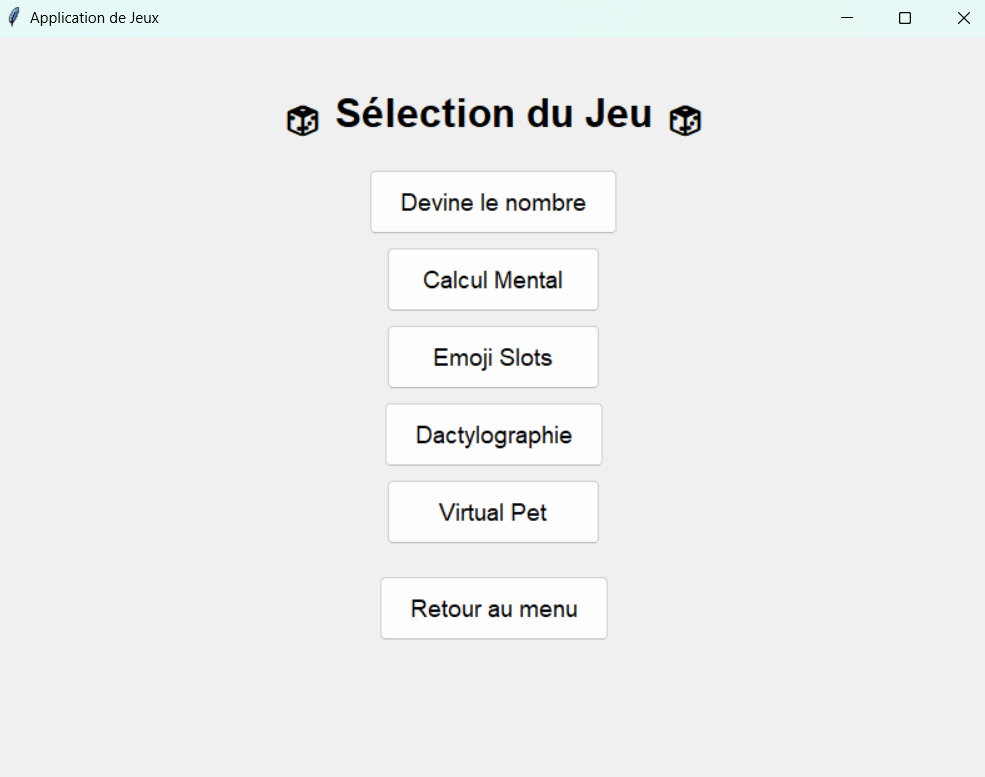 Application de Jeux
🎲 Sélection du Jeu 🎲
Devine le nombre
Calcul Mental
Emoji Slots
Dactylographie
Virtual Pet
Retour au menu